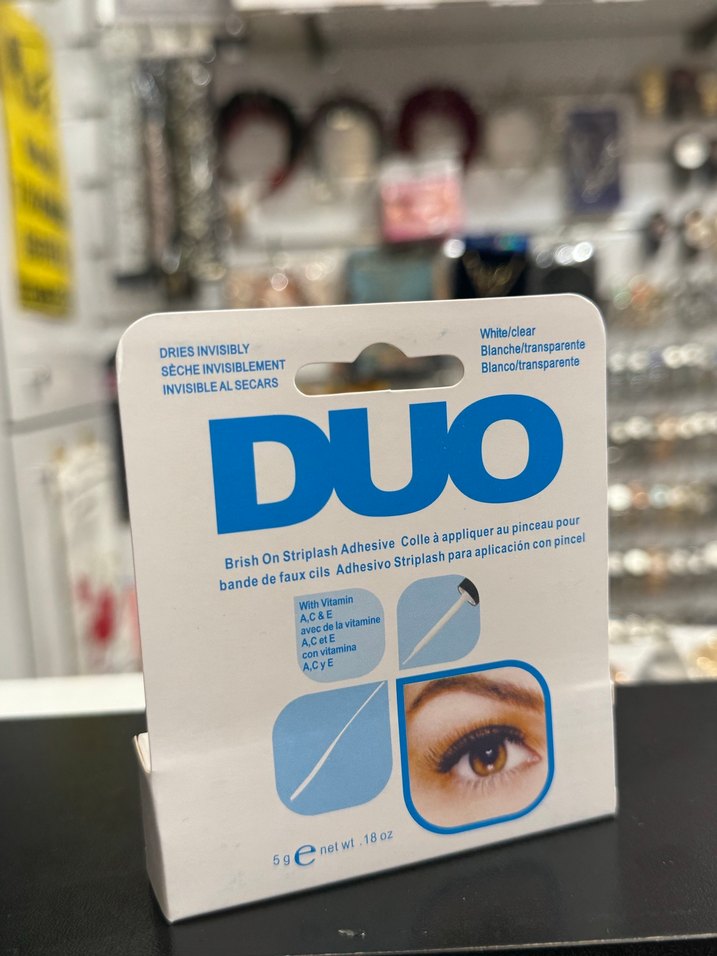 DRIES INVISIBLY
SÈCHE INVISIBLEMENT
INVISIBLE AL SECARS
White/clear
Blanche/transparente
Blanco/transparente
DUO
Brish On Striplash Adhesive Colle à appliquer au pinceau pour
bande de faux cils Adhesivo Striplash para aplicación con pincel
With Vitamin
A,C & E
avec de la vitamine
A,C et E
con vitamina
A,C y E
5 g e net wt .18 oz